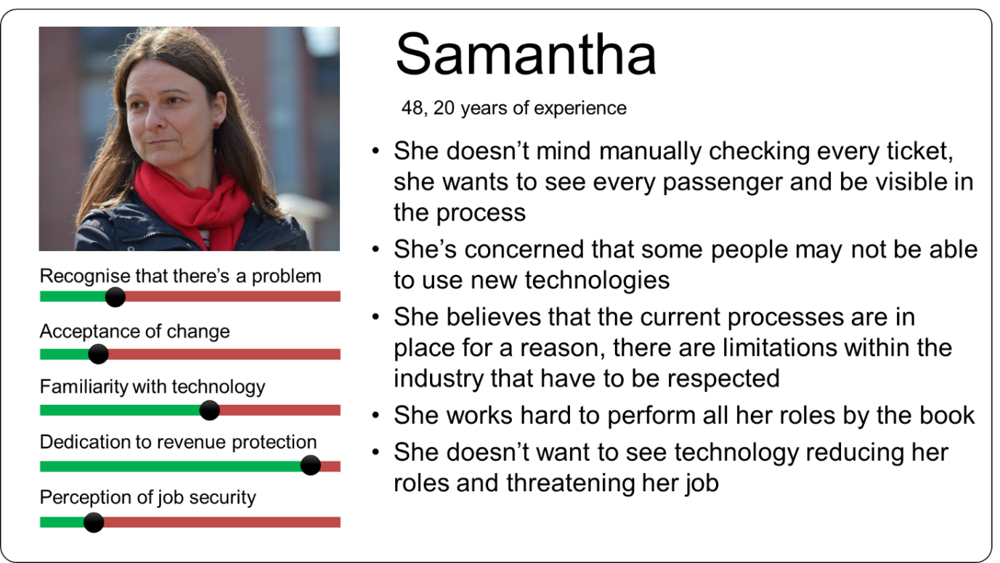 Samantha
48, 20 years of experience
• She doesn’t mind manually checking every ticket,
she wants to see every passenger and be visible in
the process
• She’s concerned that some people may not be able
to use new technologies
• She believes that the current processes are in
place for a reason, there are limitations within the
industry that have to be respected
• She works hard to perform all her roles by the book
• She doesn’t want to see technology reducing her
roles and threatening her job
Recognise that there’s a problem
Acceptance of change
Familiarity with technology
Dedication to revenue protection
Perception of job security